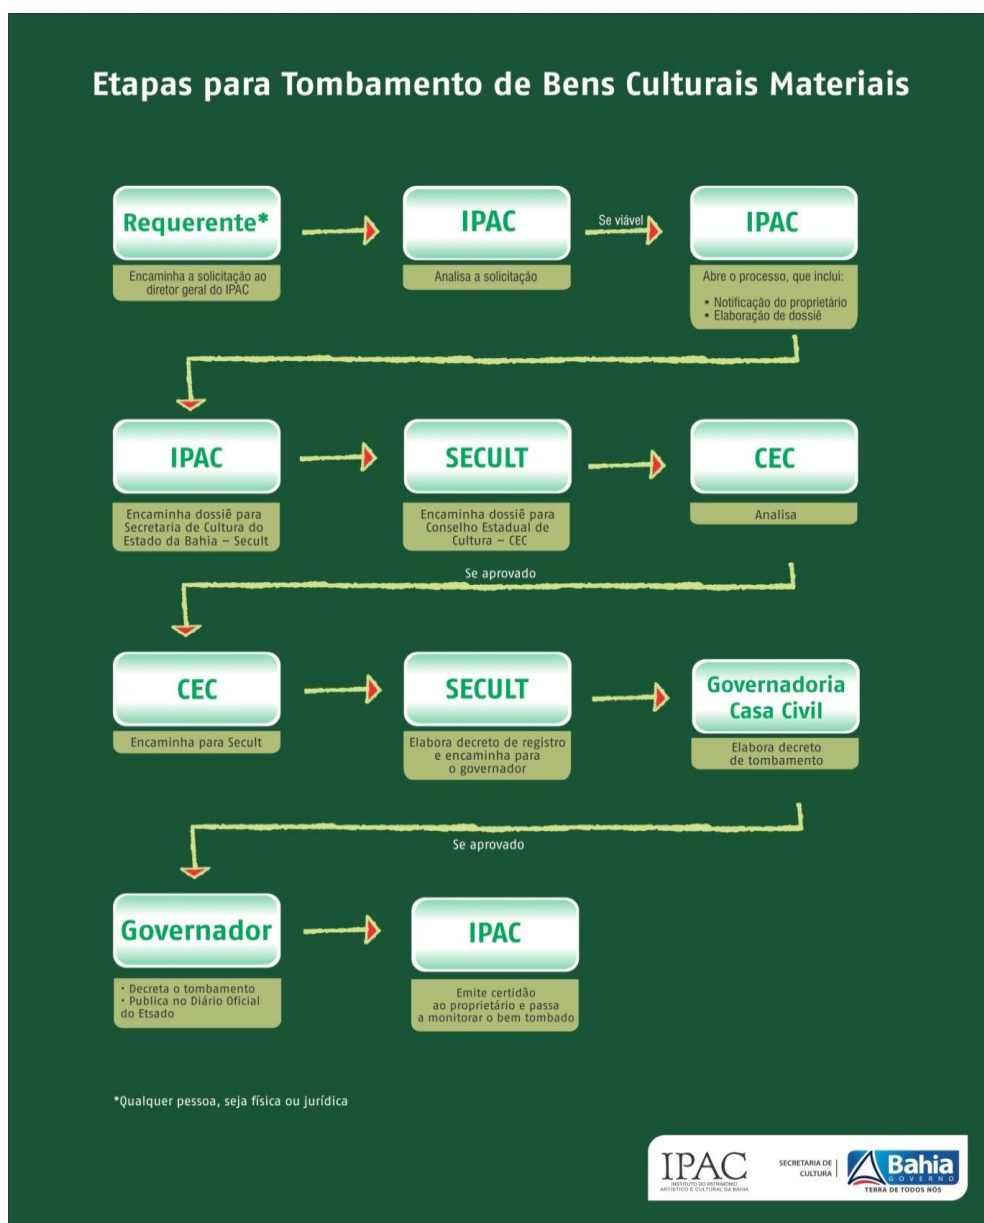 Etapas para Tombamento de Bens Culturais Materiais
Requerente*
Encaminha a solicitação ao
diretor geral do IPAC
IPAC
Analisa a solicitação
Se viável
IPAC
Abre o processo, que inclui:
• Notificação do proprietário
• Elaboração de dossiê
IPAC
Encaminha dossiê para
Secretaria de Cultura do
Estado da Bahia – Secult
SECULT
Encaminha dossiê para
Conselho Estadual de
Cultura – CEC
CEC
Analisa
Se aprovado
CEC
Encaminha para Secult
SECULT
Elabora decreto de registro
e encaminha para
o governador
Governadoria
Casa Civil
Elabora decreto
de tombamento
Se aprovado
Governador
• Decreta o tombamento
• Publica no Diário Oficial
do Etsado
IPAC
Emite certidão
ao proprietário e passa
a monitorar o bem tombado
*Qualquer pessoa, seja física ou jurídica
IPAC
INSTITUTO DO PATRIMÔNIO
ARTÍSTICO E CULTURAL DA BAHIA
SECRETARIA DE
CULTURA
Bahia
GOVERNO
TERRA DE TODOS NÓS